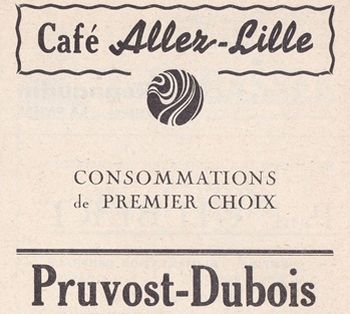 Café Allez-Lille
CONSOMMATIONS
de PREMIER CHOIX
Pruvost-Dubois